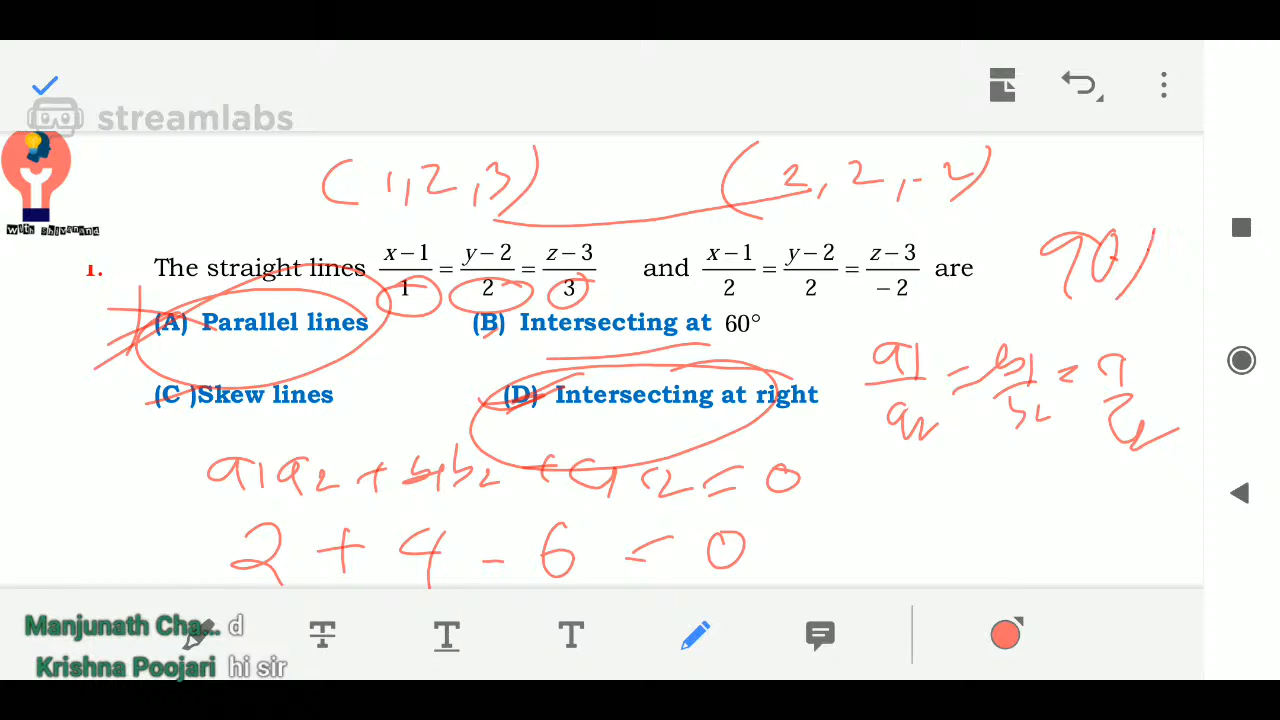 streamlabs
(1,2,3) (2,2,-2)
with Shivanand
1. The straight lines x-1/1 = y-2/2 = z-3/3 and x-1/2 = y-2/2 = z-3/-2 are
90
(A) Parallel lines (B) Intersecting at 60°
a1/a2 = b1/b2 =
(C )Skew lines (D) Intersecting at right
a1a2 + b1b2 + c1c2 = 0
2 + 4 - 6 = 0
T T T
Manjunath Cha... d
Krishna Poojari hi sir